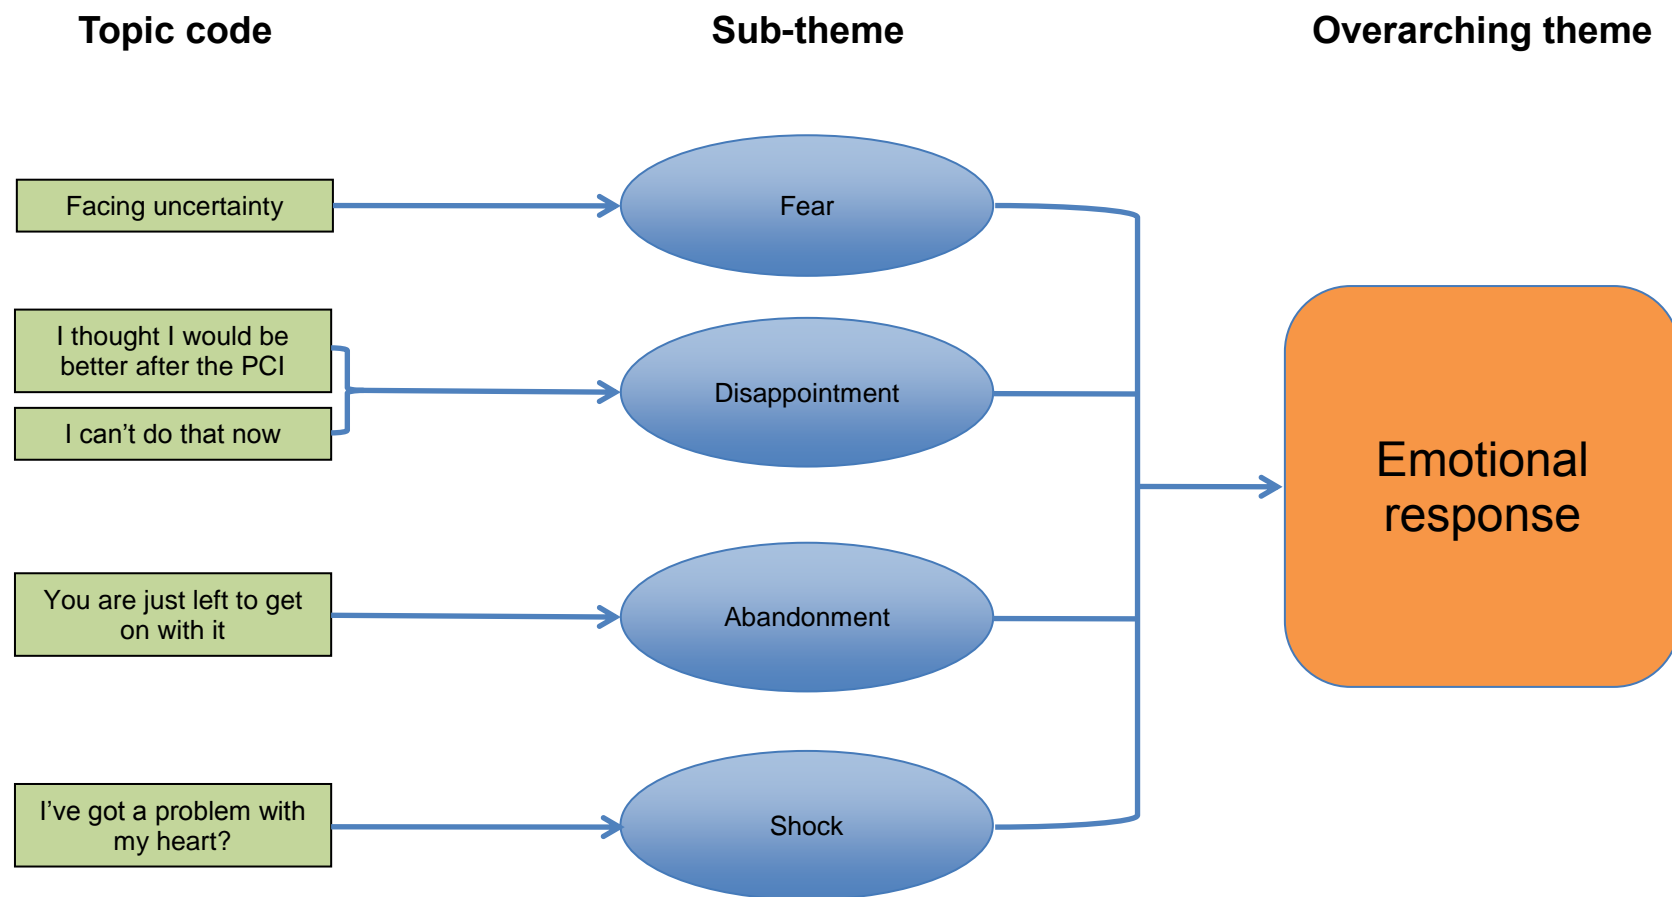 Topic code
Sub-theme
Overarching theme
Facing uncertainty
Fear
I thought I would be
better after the PCI
I can’t do that now
Disappointment
Emotional
response
You are just left to get
on with it
Abandonment
I’ve got a problem with
my heart?
Shock